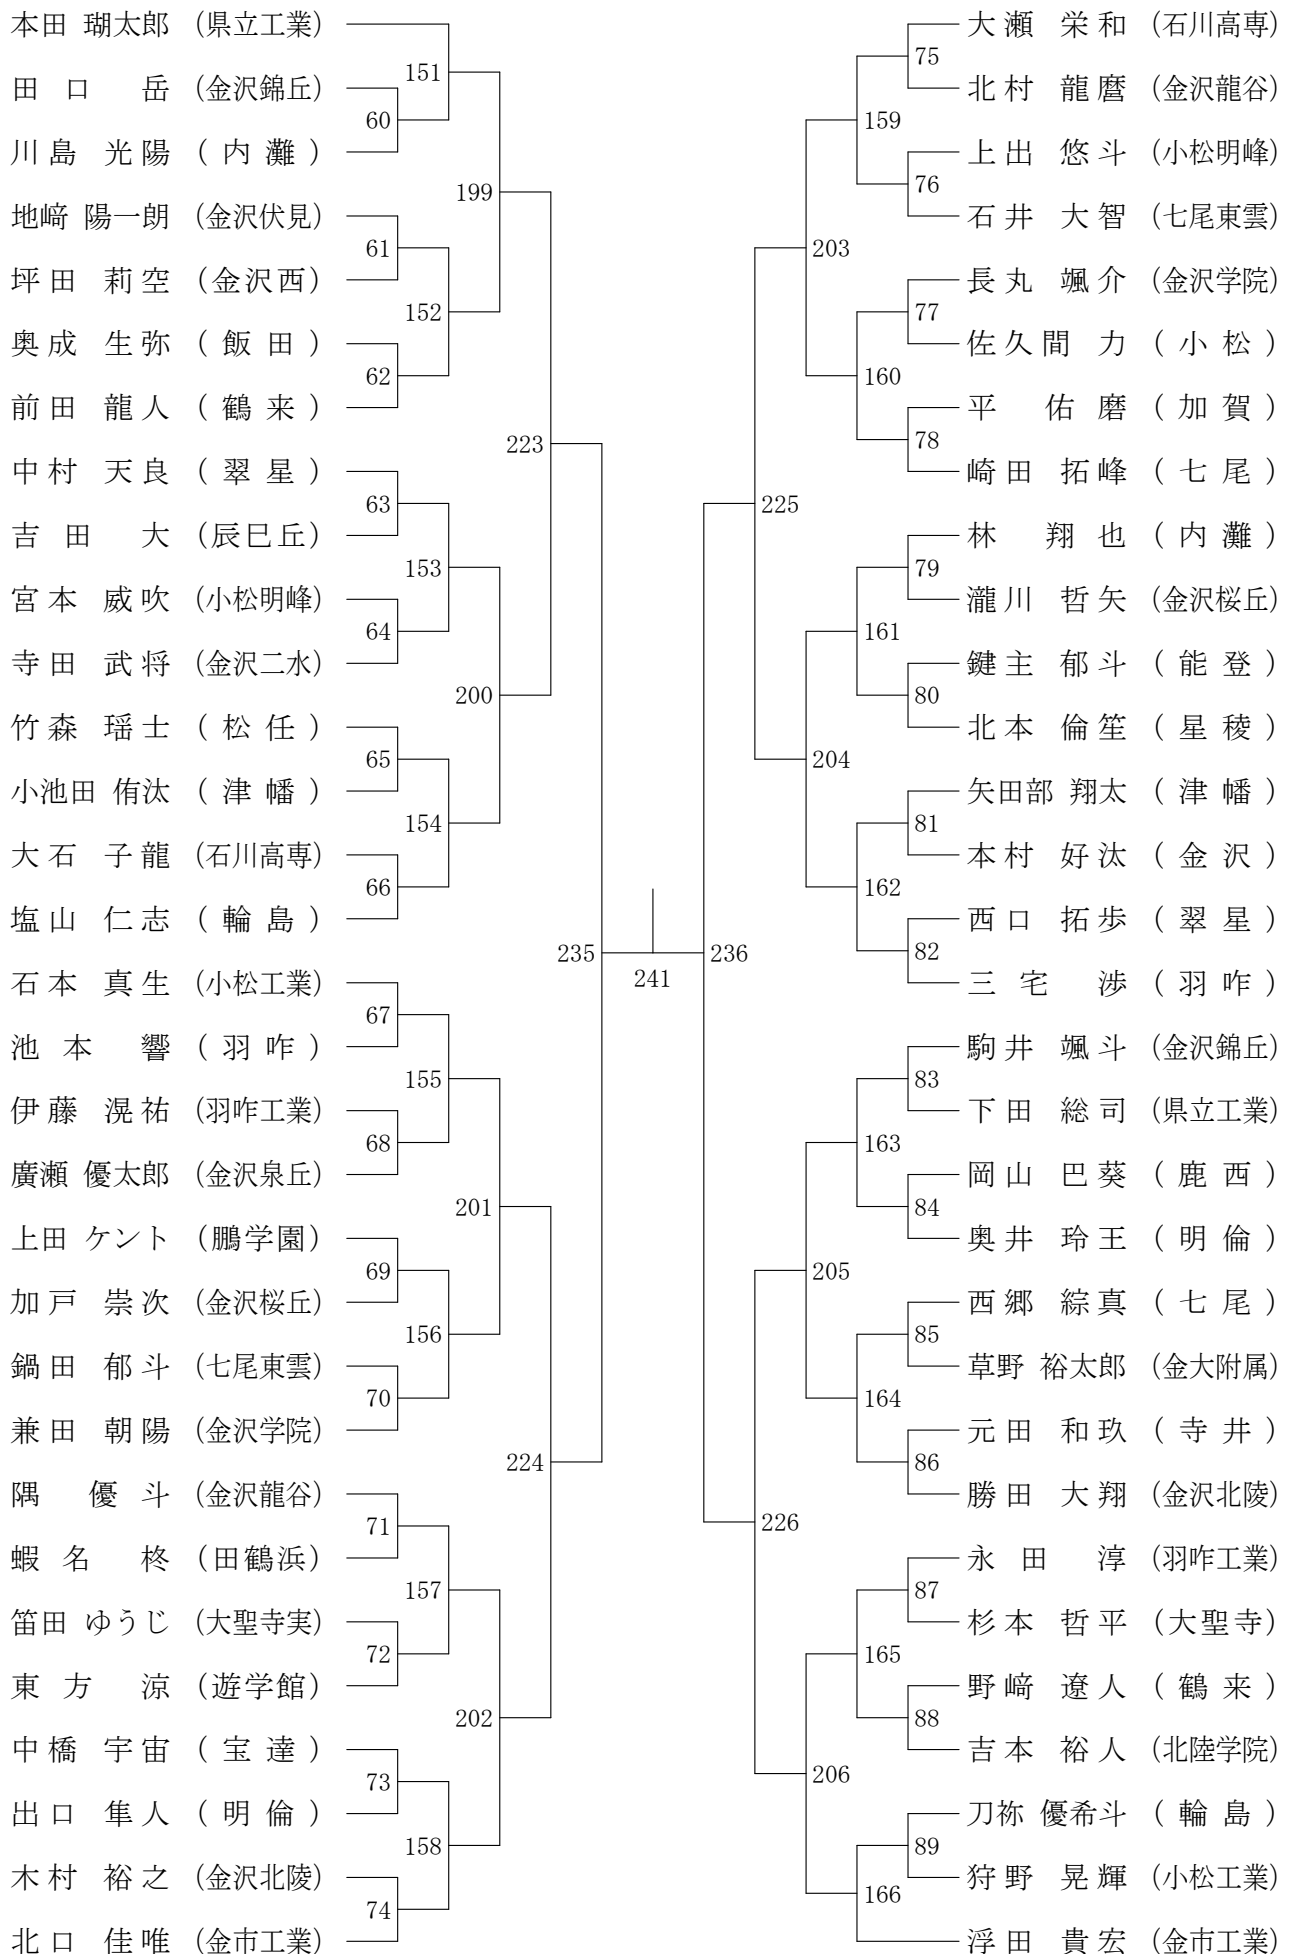 本田 瑚太郎 (県立工業)
田口 岳 (金沢錦丘)
川島 光陽 (内灘)
地﨑 陽一朗 (金沢伏見)
坪田 莉空 (金沢西)
奥成 生弥 (飯田)
前田 龍人 (鶴来)
中村 天良 (翠星)
吉田 大 (辰巳丘)
宮本 威吹 (小松明峰)
寺田 武将 (金沢二水)
竹森 瑶士 (松任)
小池田 侑汰 (津幡)
大石 子龍 (石川高専)
塩山 仁志 (輪島)
石本 真生 (小松工業)
池本 響 (羽咋)
伊藤 滉祐 (羽咋工業)
廣瀬 優太郎 (金沢泉丘)
上田 ケント (鵬学園)
加戸 崇次 (金沢桜丘)
鍋田 郁斗 (七尾東雲)
兼田 朝陽 (金沢学院)
隅 優斗 (金沢龍谷)
蝦名 柊 (田鶴浜)
笛田 ゆうじ (大聖寺実)
東方 涼 (遊学館)
中橋 宇宙 (宝達)
出口 隼人 (明倫)
木村 裕之 (金沢北陵)
北口 佳唯 (金市工業)
60
61
62
63
64
65
66
67
68
69
70
71
72
73
74
151
152
153
154
155
156
157
158
199
200
201
202
223
224
235
241
236
225
226
203
204
205
206
159
160
161
162
163
164
165
166
75
76
77
78
79
80
81
82
83
84
85
86
87
88
89
大瀬 栄和 (石川高専)
北村 龍麿 (金沢龍谷)
上出 悠斗 (小松明峰)
石井 大智 (七尾東雲)
長丸 颯介 (金沢学院)
佐久間 力 (小松)
平 佑磨 (加賀)
崎田 拓峰 (七尾)
林 翔也 (内灘)
瀧川 哲矢 (金沢桜丘)
鍵主 郁斗 (能登)
北本 倫笙 (星稜)
矢田部 翔太 (津幡)
本村 好汰 (金沢)
西口 拓歩 (翠星)
三宅 渉 (羽咋)
駒井 颯斗 (金沢錦丘)
下田 総司 (県立工業)
岡山 巴葵 (鹿西)
奥井 玲王 (明倫)
西郷 綜真 (七尾)
草野 裕太郎 (金大附属)
元田 和玖 (寺井)
勝田 大翔 (金沢北陵)
永田 淳 (羽咋工業)
杉本 哲平 (大聖寺)
野﨑 遼人 (鶴来)
吉本 裕人 (北陸学院)
刀祢 優希斗 (輪島)
狩野 晃輝 (小松工業)
浮田 貴宏 (金市工業)